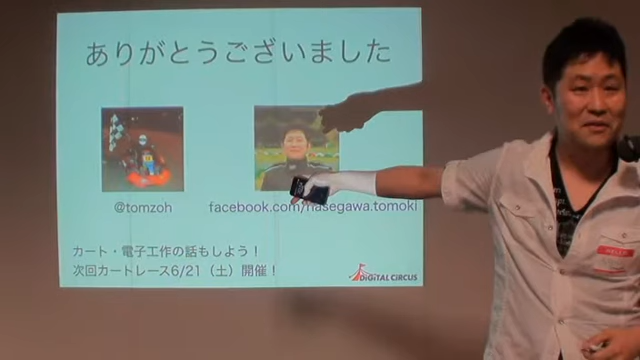 ありがとうございました
@tomzoh
facebook.com/hasegawa.tomoki
カート・電子工作の話もしよう！
次回カートレース6/21（土）開催！
DiGiTAL CiRCUS